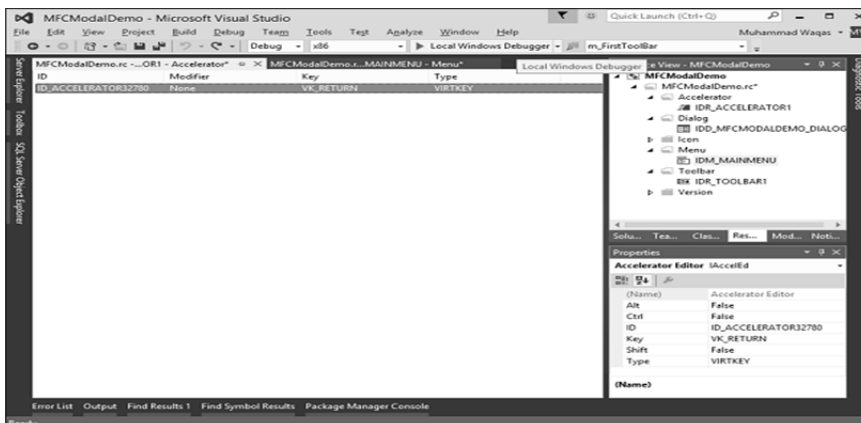 MFCModalDemo - Microsoft Visual Studio
Quick Launch (Ctrl+Q)
File Edit View Project Build Debug Team Tools Test Analyze Window Help
Muhammad Waqas
Debug x86 Local Windows Debugger m_FirstToolBar
MFCModalDemo.rc -...OR1 - Accelerator* MFCModalDemo.r...MAINMENU - Menu*
Local Windows Debugger
ce View - MFCModalDemo
ID Modifier Key Type
ID_ACCELERATOR32780 None VK_RETURN VIRTKEY
Server Explorer
Toolbox
SQL Server Object Explorer
Diagnostic Tools
MFCModalDemo
MFCModalDemo.rc*
Accelerator
IDR_ACCELERATOR1
Dialog
IDD_MFCMODALDEMO_DIALOG
Icon
Menu
IDM_MAINMENU
Toolbar
IDR_TOOLBAR1
Version
Solu... Tea... Clas... Res... Mod... Noti...
Properties
Accelerator Editor IAccelEd
(Name) Accelerator Editor
Alt False
Ctrl False
ID ID_ACCELERATOR32780
Key VK_RETURN
Shift False
Type VIRTKEY
(Name)
Error List Output Find Results 1 Find Symbol Results Package Manager Console